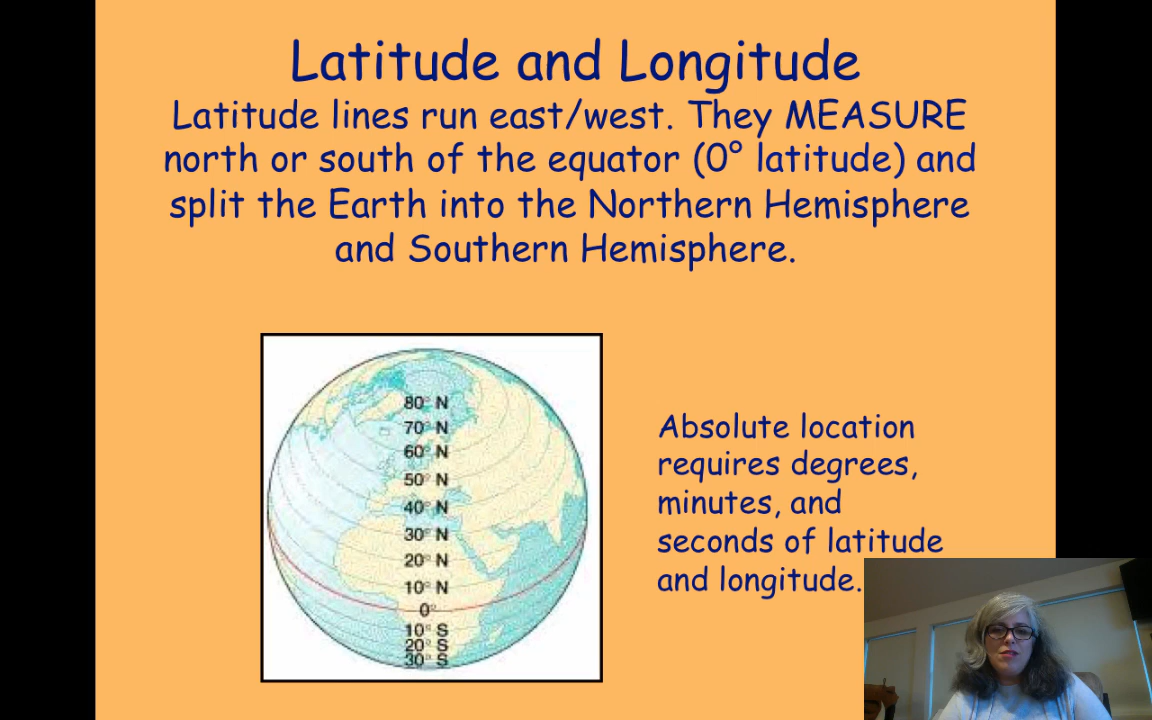 Latitude and Longitude
Latitude lines run east/west. They MEASURE
north or south of the equator (0° latitude) and
split the Earth into the Northern Hemisphere
and Southern Hemisphere.
80° N
70° N
60° N
50° N
40° N
30° N
20° N
10° N
0°
10° S
20° S
30° S
Absolute location
requires degrees,
minutes, and
seconds of latitude
and longitude.